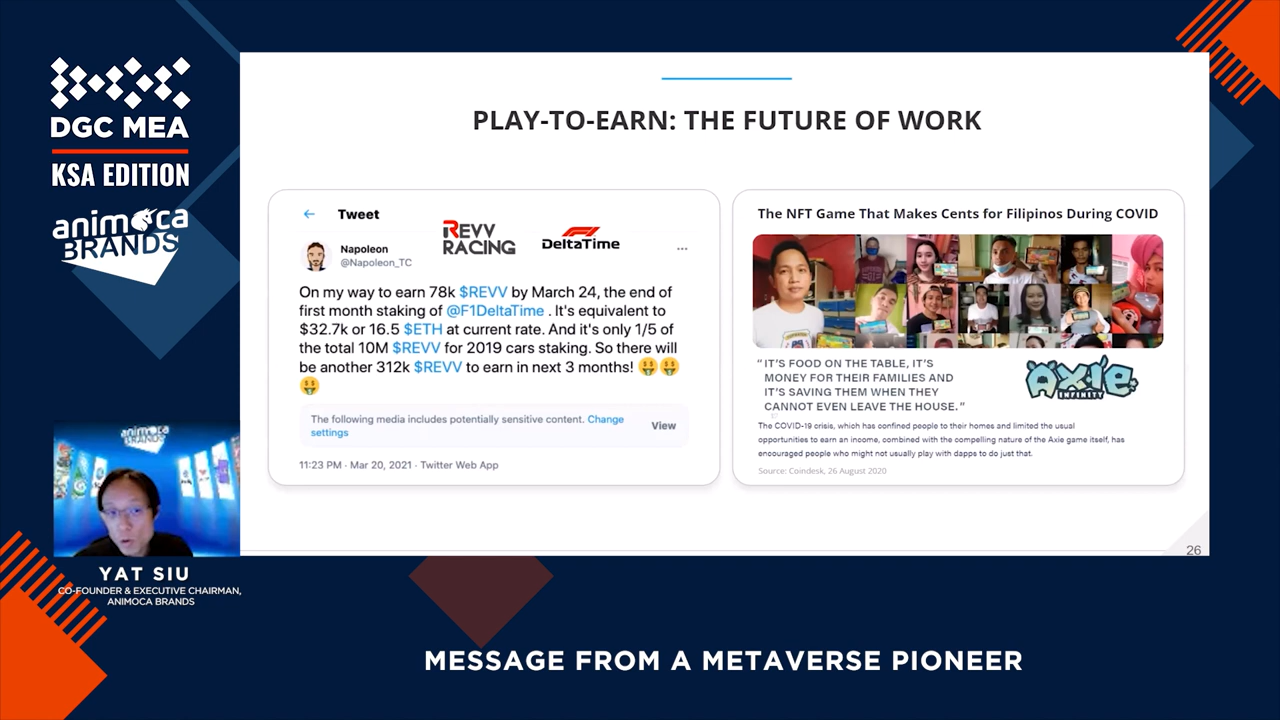 DGC MEA
KSA EDITION
animoca
BRANDS
animoca
BRANDS
YAT SIU
CO-FOUNDER & EXECUTIVE CHAIRMAN,
ANIMOCA BRANDS
PLAY-TO-EARN: THE FUTURE OF WORK
← Tweet
REVV
RACING
F1 DeltaTime
Napoleon
@Napoleon_TC
...
On my way to earn 78k $REVV by March 24, the end of
first month staking of @F1DeltaTime . It's equivalent to
$32.7k or 16.5 $ETH at current rate. And it's only 1/5 of
the total 10M $REVV for 2019 cars staking. So there will
be another 312k $REVV to earn in next 3 months! 🤑🤑
🤑
The following media includes potentially sensitive content. Change
settings
View
11:23 PM · Mar 20, 2021 · Twitter Web App
The NFT Game That Makes Cents for Filipinos During COVID
“IT'S FOOD ON THE TABLE, IT'S
MONEY FOR THEIR FAMILIES AND
IT'S SAVING THEM WHEN THEY
CANNOT EVEN LEAVE THE HOUSE.”
Axie
INFINITY
The COVID-19 crisis, which has confined people to their homes and limited the usual
opportunities to earn an income, combined with the compelling nature of the Axie game itself, has
encouraged people who might not usually play with dapps to do just that.
Source: Coindesk, 26 August 2020
26
MESSAGE FROM A METAVERSE PIONEER